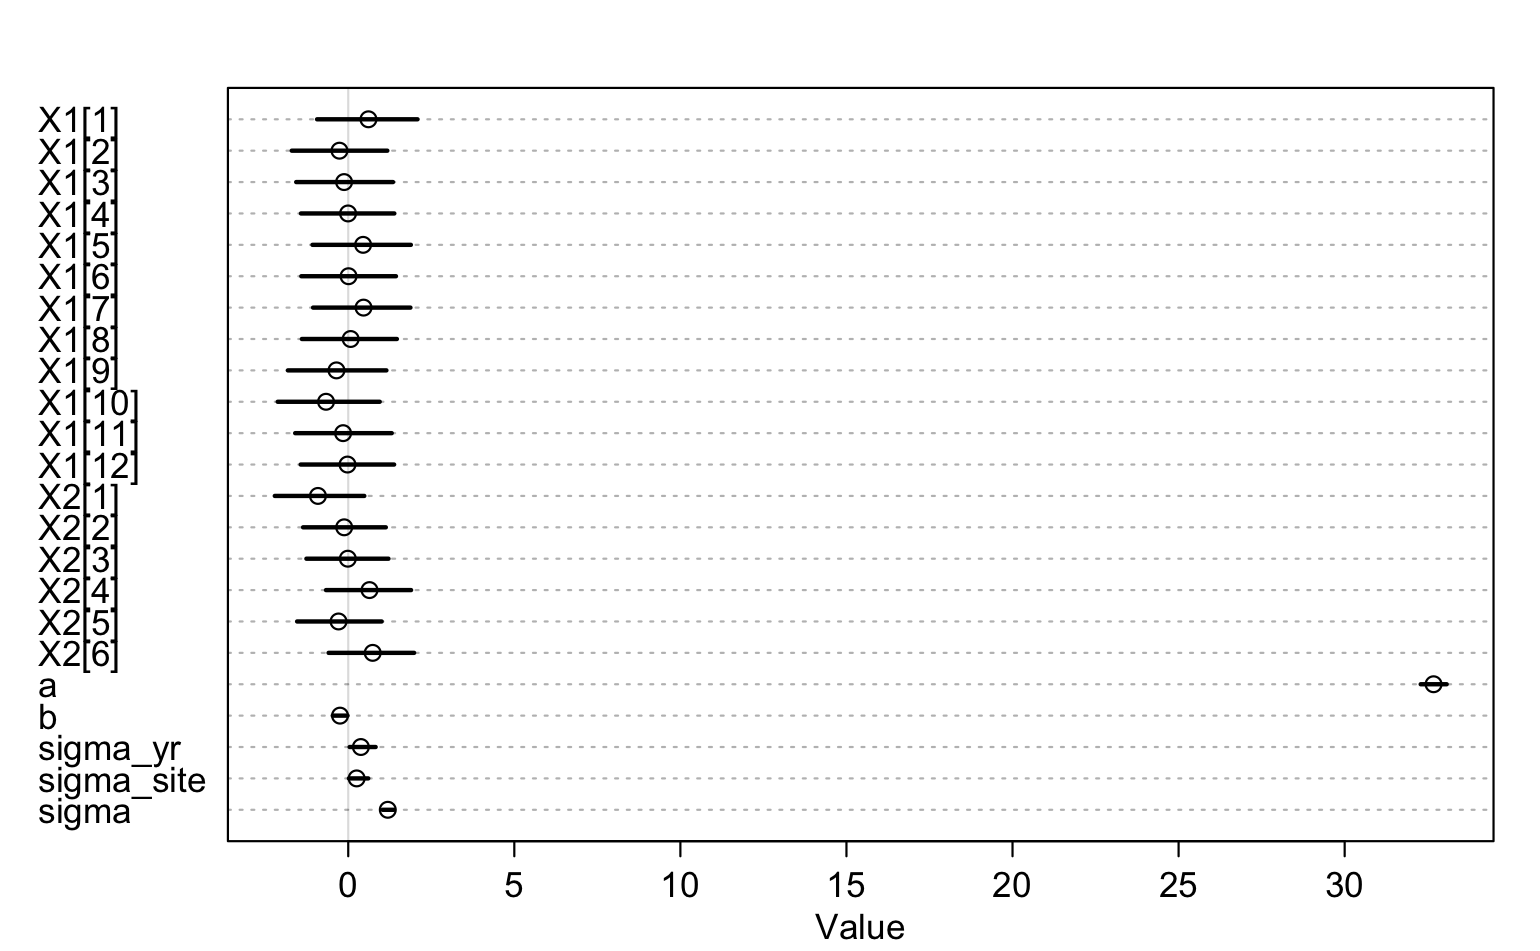 X1[1]
X1[2]
X1[3]
X1[4]
X1[5]
X1[6]
X1[7]
X1[8]
X1[9]
X1[10]
X1[11]
X1[12]
X2[1]
X2[2]
X2[3]
X2[4]
X2[5]
X2[6]
a
b
sigma_yr
sigma_site
sigma
0 5 10 15 20 25 30
Value